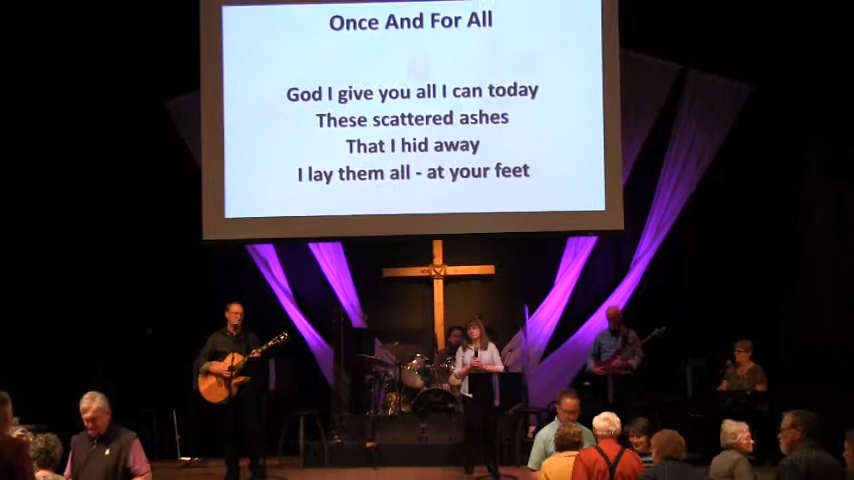 Once And For All
God I give you all I can today
These scattered ashes
That I hid away
I lay them all - at your feet